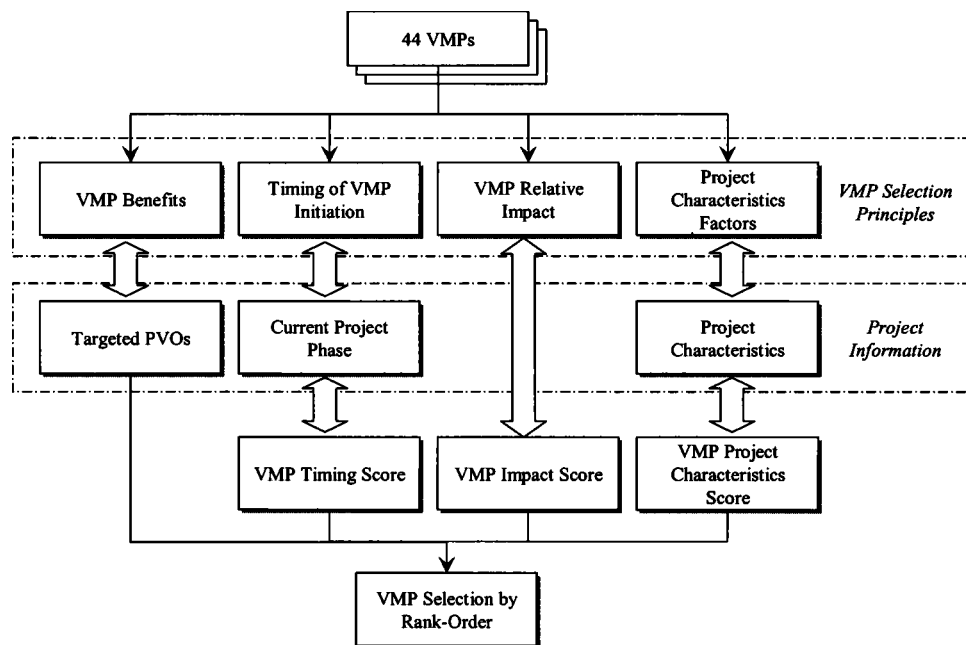 44 VMPs
VMP Benefits
Timing of VMP
Initiation
VMP Relative
Impact
Project
Characteristics
Factors
VMP Selection
Principles
Targeted PVOs
Current Project
Phase
Project
Characteristics
Project
Information
VMP Timing Score
VMP Impact Score
VMP Project
Characteristics
Score
VMP Selection by
Rank-Order